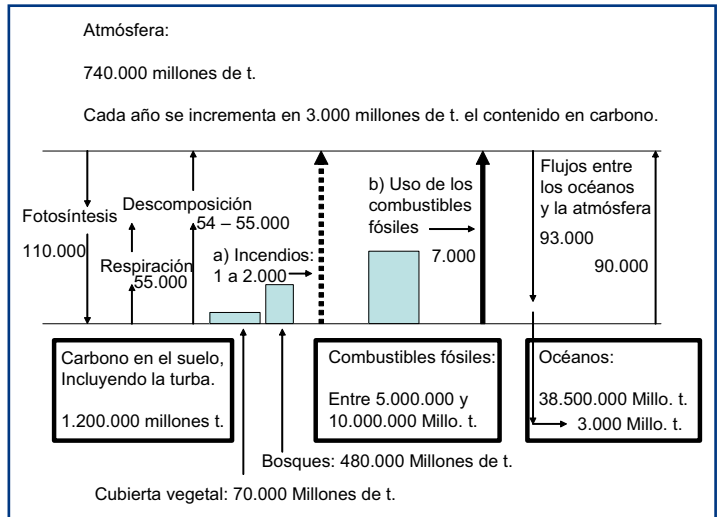 Atmósfera:
740.000 millones de t.
Cada año se incrementa en 3.000 millones de t. el contenido en carbono.
Fotosíntesis
110.000
Respiración
55.000
Descomposición
54 – 55.000
a) Incendios:
1 a 2.000
b) Uso de los
combustibles
fósiles
7.000
Flujos entre
los océanos
y la atmósfera
93.000
90.000
Carbono en el suelo,
Incluyendo la turba.
1.200.000 millones t.
Combustibles fósiles:
Entre 5.000.000 y
10.000.000 Millo. t.
Océanos:
38.500.000 Millo. t.
3.000 Millo. t.
Bosques: 480.000 Millones de t.
Cubierta vegetal: 70.000 Millones de t.